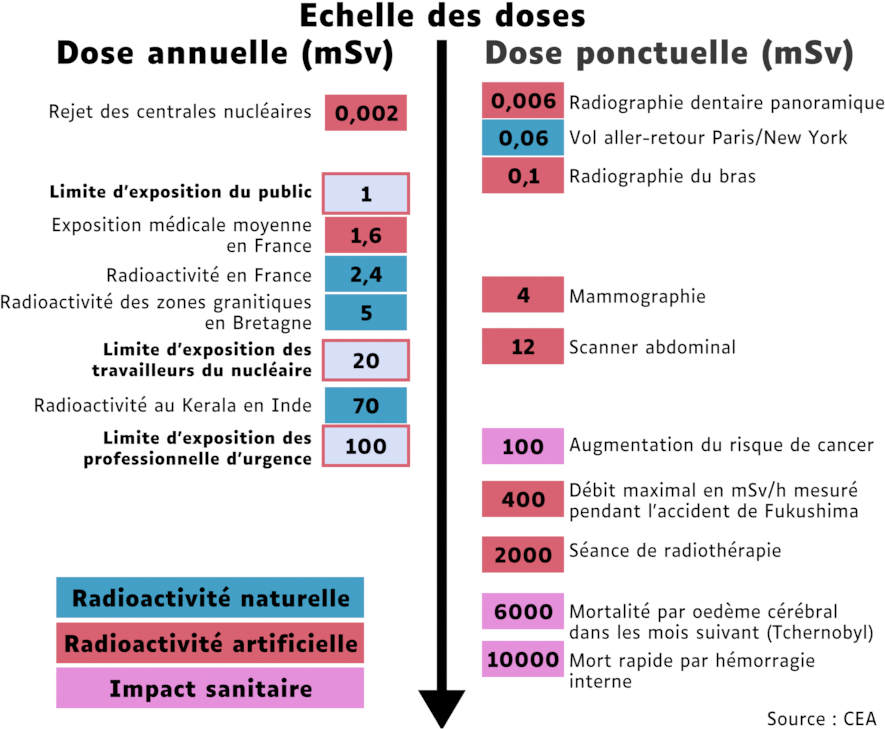 Echelle des doses
Dose annuelle (mSv)
Rejet des centrales nucléaires 0,002
Limite d'exposition du public 1
Exposition médicale moyenne
en France 1,6
Radioactivité en France 2,4
Radioactivité des zones granitiques
en Bretagne 5
Limite d'exposition des
travailleurs du nucléaire 20
Radioactivité au Kerala en Inde 70
Limite d'exposition des
professionnelle d'urgence 100
Dose ponctuelle (mSv)
0,006 Radiographie dentaire panoramique
0,06 Vol aller-retour Paris/New York
0,1 Radiographie du bras
4 Mammographie
12 Scanner abdominal
100 Augmentation du risque de cancer
400 Débit maximal en mSv/h mesuré
pendant l'accident de Fukushima
2000 Séance de radiothérapie
6000 Mortalité par oedème cérébral
dans les mois suivant (Tchernobyl)
10000 Mort rapide par hémorragie
interne
Radioactivité naturelle
Radioactivité artificielle
Impact sanitaire
Source : CEA